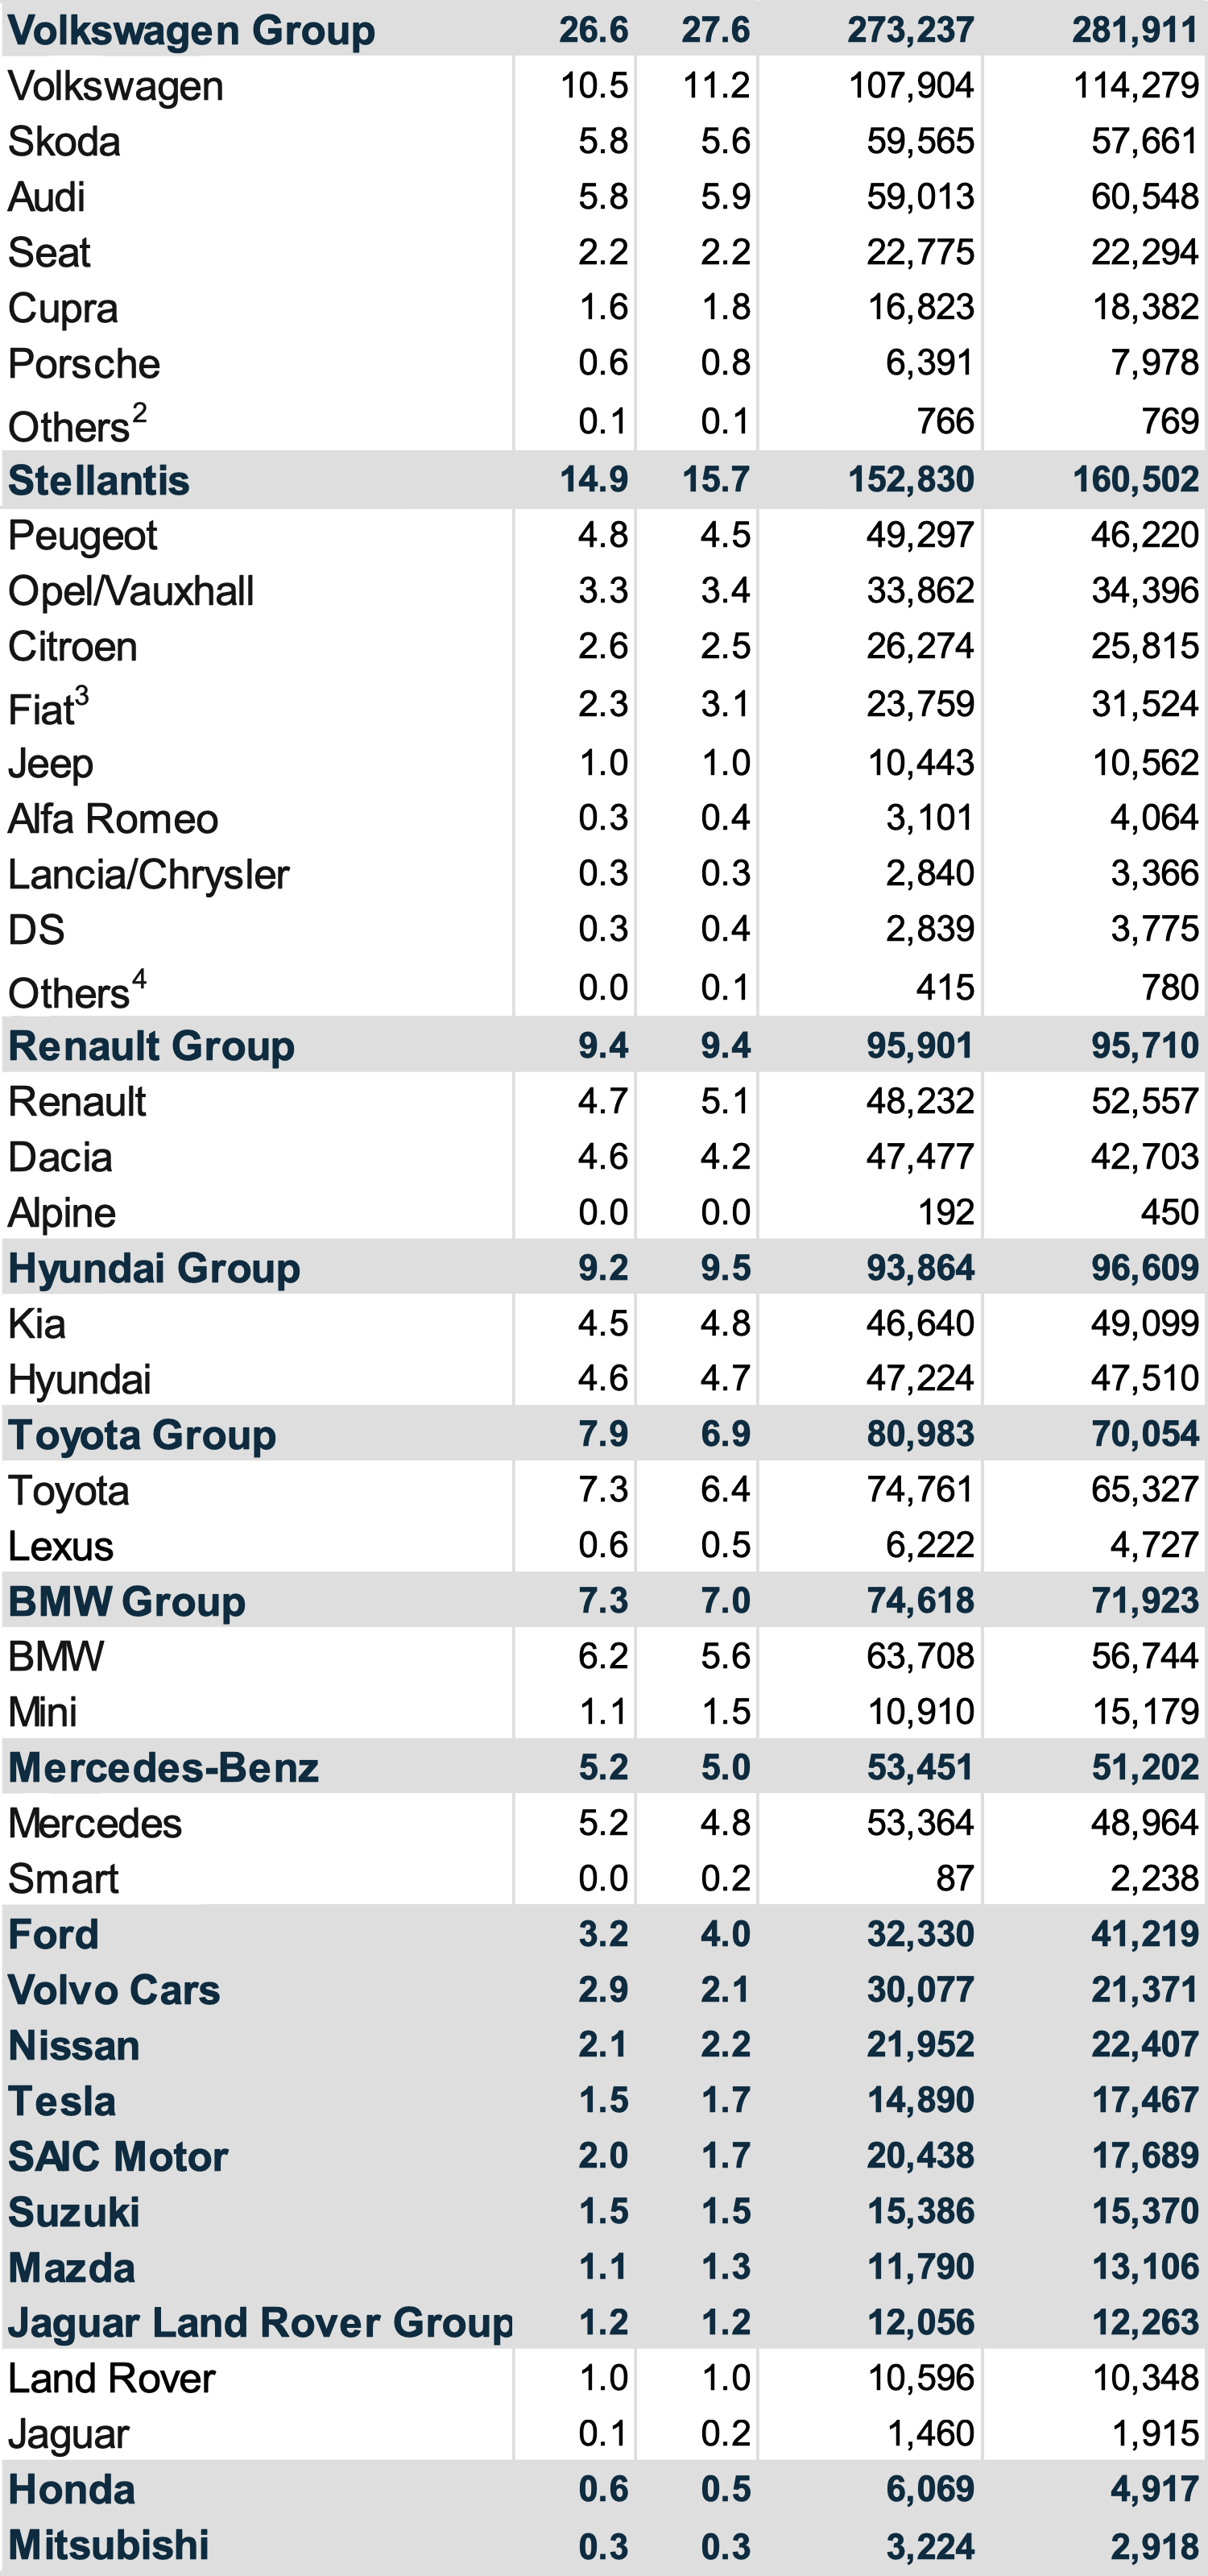 Volkswagen Group 26.6 27.6 273,237 281,911
Volkswagen 10.5 11.2 107,904 114,279
Skoda 5.8 5.6 59,565 57,661
Audi 5.8 5.9 59,013 60,548
Seat 2.2 2.2 22,775 22,294
Cupra 1.6 1.8 16,823 18,382
Porsche 0.6 0.8 6,391 7,978
Others² 0.1 0.1 766 769
Stellantis 14.9 15.7 152,830 160,502
Peugeot 4.8 4.5 49,297 46,220
Opel/Vauxhall 3.3 3.4 33,862 34,396
Citroen 2.6 2.5 26,274 25,815
Fiat³ 2.3 3.1 23,759 31,524
Jeep 1.0 1.0 10,443 10,562
Alfa Romeo 0.3 0.4 3,101 4,064
Lancia/Chrysler 0.3 0.3 2,840 3,366
DS 0.3 0.4 2,839 3,775
Others⁴ 0.0 0.1 415 780
Renault Group 9.4 9.4 95,901 95,710
Renault 4.7 5.1 48,232 52,557
Dacia 4.6 4.2 47,477 42,703
Alpine 0.0 0.0 192 450
Hyundai Group 9.2 9.5 93,864 96,609
Kia 4.5 4.8 46,640 49,099
Hyundai 4.6 4.7 47,224 47,510
Toyota Group 7.9 6.9 80,983 70,054
Toyota 7.3 6.4 74,761 65,327
Lexus 0.6 0.5 6,222 4,727
BMW Group 7.3 7.0 74,618 71,923
BMW 6.2 5.6 63,708 56,744
Mini 1.1 1.5 10,910 15,179
Mercedes-Benz 5.2 5.0 53,451 51,202
Mercedes 5.2 4.8 53,364 48,964
Smart 0.0 0.2 87 2,238
Ford 3.2 4.0 32,330 41,219
Volvo Cars 2.9 2.1 30,077 21,371
Nissan 2.1 2.2 21,952 22,407
Tesla 1.5 1.7 14,890 17,467
SAIC Motor 2.0 1.7 20,438 17,689
Suzuki 1.5 1.5 15,386 15,370
Mazda 1.1 1.3 11,790 13,106
Jaguar Land Rover Group 1.2 1.2 12,056 12,263
Land Rover 1.0 1.0 10,596 10,348
Jaguar 0.1 0.2 1,460 1,915
Honda 0.6 0.5 6,069 4,917
Mitsubishi 0.3 0.3 3,224 2,918